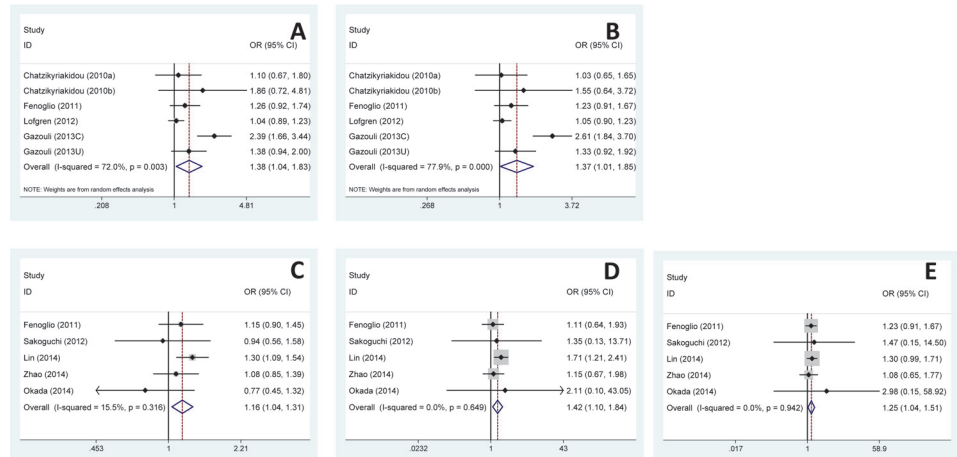 A
Study
ID OR (95% CI)
Chatzikyriakidou (2010a) 1.10 (0.67, 1.80)
Chatzikyriakidou (2010b) 1.86 (0.72, 4.81)
Fenoglio (2011) 1.26 (0.92, 1.74)
Lofgren (2012) 1.04 (0.89, 1.23)
Gazouli (2013C) 2.39 (1.66, 3.44)
Gazouli (2013U) 1.38 (0.94, 2.00)
Overall (I-squared = 72.0%, p = 0.003) 1.38 (1.04, 1.83)
NOTE: Weights are from random effects analysis
.208 1 4.81
B
Study
ID OR (95% CI)
Chatzikyriakidou (2010a) 1.03 (0.65, 1.65)
Chatzikyriakidou (2010b) 1.55 (0.64, 3.72)
Fenoglio (2011) 1.23 (0.91, 1.67)
Lofgren (2012) 1.05 (0.90, 1.23)
Gazouli (2013C) 2.61 (1.84, 3.70)
Gazouli (2013U) 1.33 (0.92, 1.92)
Overall (I-squared = 77.9%, p = 0.000) 1.37 (1.01, 1.85)
NOTE: Weights are from random effects analysis
.268 1 3.72
C
Study
ID OR (95% CI)
Fenoglio (2011) 1.15 (0.90, 1.45)
Sakoguchi (2012) 0.94 (0.56, 1.58)
Lin (2014) 1.30 (1.09, 1.54)
Zhao (2014) 1.08 (0.85, 1.39)
Okada (2014) 0.77 (0.45, 1.32)
Overall (I-squared = 15.5%, p = 0.316) 1.16 (1.04, 1.31)
.453 1 2.21
D
Study
ID OR (95% CI)
Fenoglio (2011) 1.11 (0.64, 1.93)
Sakoguchi (2012) 1.35 (0.13, 13.71)
Lin (2014) 1.71 (1.21, 2.41)
Zhao (2014) 1.15 (0.67, 1.98)
Okada (2014) 2.11 (0.10, 43.05)
Overall (I-squared = 0.0%, p = 0.649) 1.42 (1.10, 1.84)
.0232 1 43
E
Study
ID OR (95% CI)
Fenoglio (2011) 1.23 (0.91, 1.67)
Sakoguchi (2012) 1.47 (0.15, 14.50)
Lin (2014) 1.30 (0.99, 1.71)
Zhao (2014) 1.08 (0.65, 1.77)
Okada (2014) 2.98 (0.15, 58.92)
Overall (I-squared = 0.0%, p = 0.942) 1.25 (1.04, 1.51)
.017 1 58.9